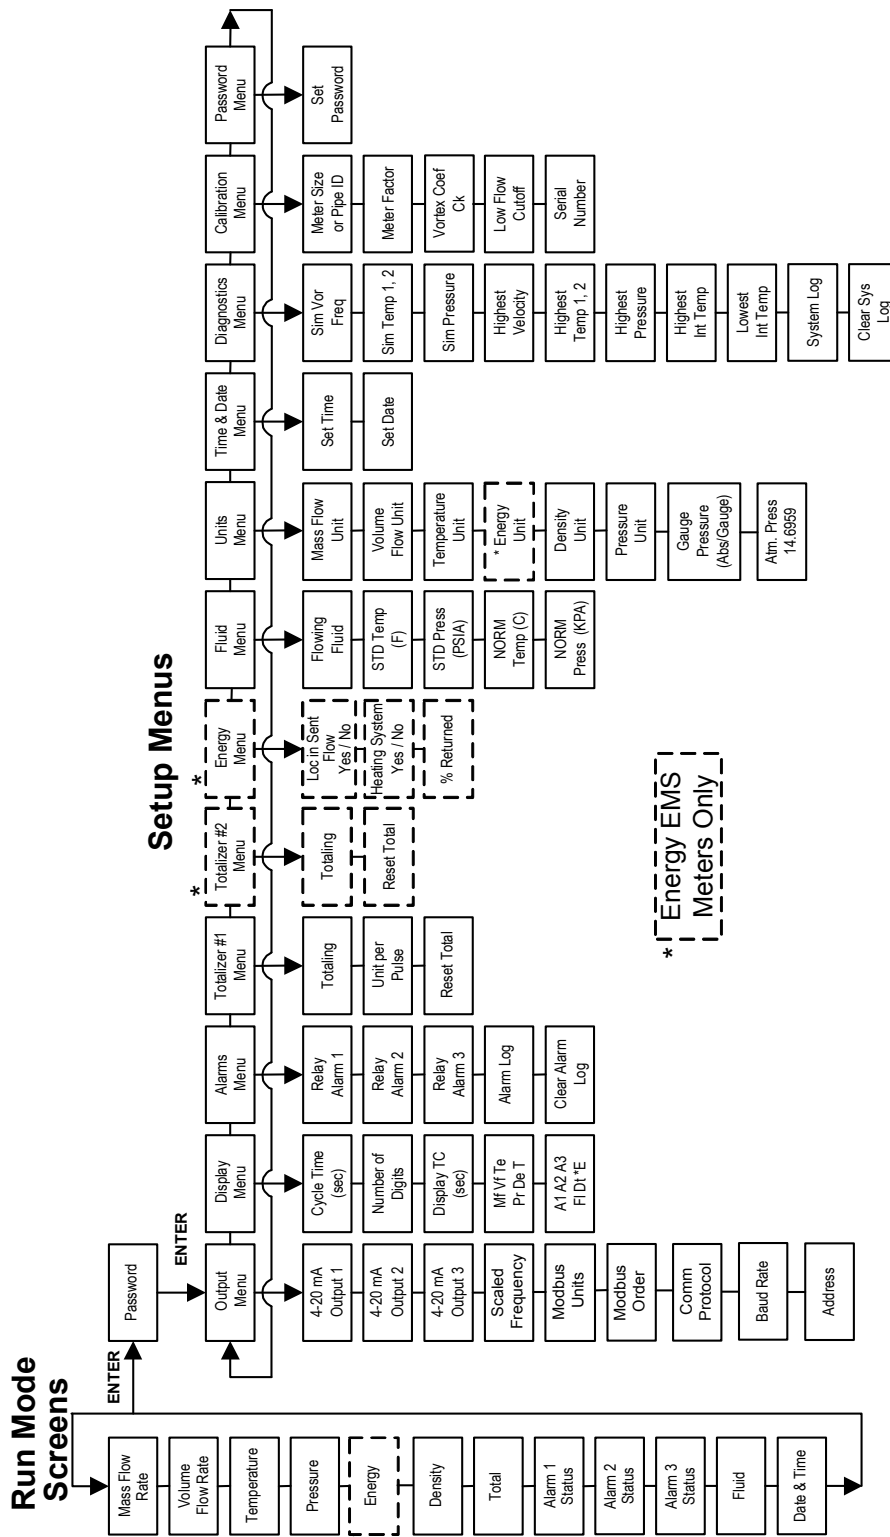 Run Mode
Screens
Mass Flow
Rate
Volume
Flow Rate
Temperature
Pressure
Energy
Density
Total
Alarm 1
Status
Alarm 2
Status
Alarm 3
Status
Fluid
Date & Time
ENTER
Password
ENTER
Setup Menus
Output
Menu
4-20 mA
Output 1
4-20 mA
Output 2
4-20 mA
Output 3
Scaled
Frequency
Modbus
Units
Modbus
Order
Comm
Protocol
Baud Rate
Address
Display
Menu
Cycle Time
(sec)
Number of
Digits
Display TC
(sec)
Mf Vf Te
Pr De T
A1 A2 A3
Fl Dt *E
Alarms
Menu
Relay
Alarm 1
Relay
Alarm 2
Relay
Alarm 3
Alarm Log
Clear Alarm
Log
Totalizer #1
Menu
Totaling
Unit per
Pulse
Reset Total
*
Totalizer #2
Menu
Totaling
Reset Total
*
Energy
Menu
Loc in Sent
Flow
Yes / No
Heating System
Yes / No
% Returned
Fluid
Menu
Flowing
Fluid
STD Temp
(F)
STD Press
(PSIA)
NORM
Temp (C)
NORM
Press (KPA)
Units
Menu
Mass Flow
Unit
Volume
Flow Unit
Temperature
Unit
* Energy
Unit
Density
Unit
Pressure
Unit
Gauge
Pressure
(Abs/Gauge)
Atm. Press
14.6959
Time & Date
Menu
Set Time
Set Date
Diagnostics
Menu
Sim Vor
Freq
Sim Temp 1, 2
Sim Pressure
Highest
Velocity
Highest
Temp 1, 2
Highest
Pressure
Highest
Int Temp
Lowest
Int Temp
System Log
Clear Sys
Log
Calibration
Menu
Meter Size
or Pipe ID
Meter Factor
Vortex Coef
Ck
Low Flow
Cutoff
Serial
Number
Password
Menu
Set
Password
* Energy EMS
Meters Only